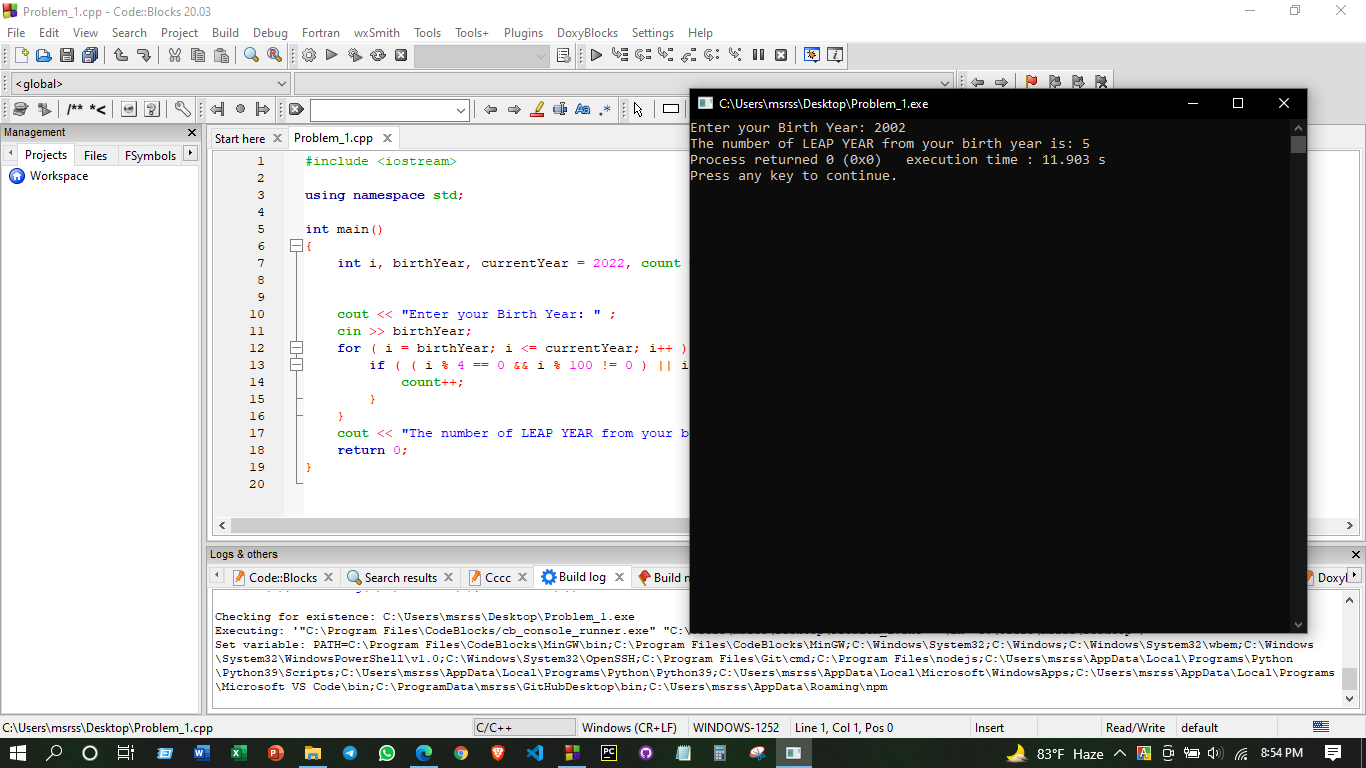 Problem_1.cpp - Code::Blocks 20.03
File Edit View Search Project Build Debug Fortran wxSmith Tools Tools+ Plugins DoxyBlocks Settings Help
<global>
/** *<
Management
Projects Files FSymbols
Workspace
Start here Problem_1.cpp
1 #include <iostream>
2
3 using namespace std;
4
5 int main()
6 {
7 int i, birthYear, currentYear = 2022, count
8
9
10 cout << "Enter your Birth Year: " ;
11 cin >> birthYear;
12 for ( i = birthYear; i <= currentYear; i++ )
13 if ( ( i % 4 == 0 && i % 100 != 0 ) || i
14 count++;
15 }
16 }
17 cout << "The number of LEAP YEAR from your b
18 return 0;
19 }
20
C:\Users\msrss\Desktop\Problem_1.exe
Enter your Birth Year: 2002
The number of LEAP YEAR from your birth year is: 5
Process returned 0 (0x0) execution time : 11.903 s
Press any key to continue.
Logs & others
Code::Blocks Search results Cccc Build log Build Doxy
Checking for existence: C:\Users\msrss\Desktop\Problem_1.exe
Executing: '"C:\Program Files\CodeBlocks/cb_console_runner.exe"
Set variable: PATH=C:\Program Files\CodeBlocks\MinGW\bin;C:\Program Files\CodeBlocks\MinGW;C:\Windows\System32;C:\Windows;C:\Windows\System32\wbem;C:\Windows
\System32\WindowsPowerShell\v1.0;C:\Windows\System32\OpenSSH;C:\Program Files\Git\cmd;C:\Program Files\nodejs;C:\Users\msrss\AppData\Local\Programs\Python
\Python39\Scripts;C:\Users\msrss\AppData\Local\Programs\Python\Python39;C:\Users\msrss\AppData\Local\Microsoft\WindowsApps;C:\Users\msrss\AppData\Local\Programs
\Microsoft VS Code\bin;C:\ProgramData\msrss\GitHubDesktop\bin;C:\Users\msrss\AppData\Roaming\npm
C:\Users\msrss\Desktop\Problem_1.cpp C/C++ Windows (CR+LF) WINDOWS-1252 Line 1, Col 1, Pos 0 Insert Read/Write default
83°F Haze 8:54 PM